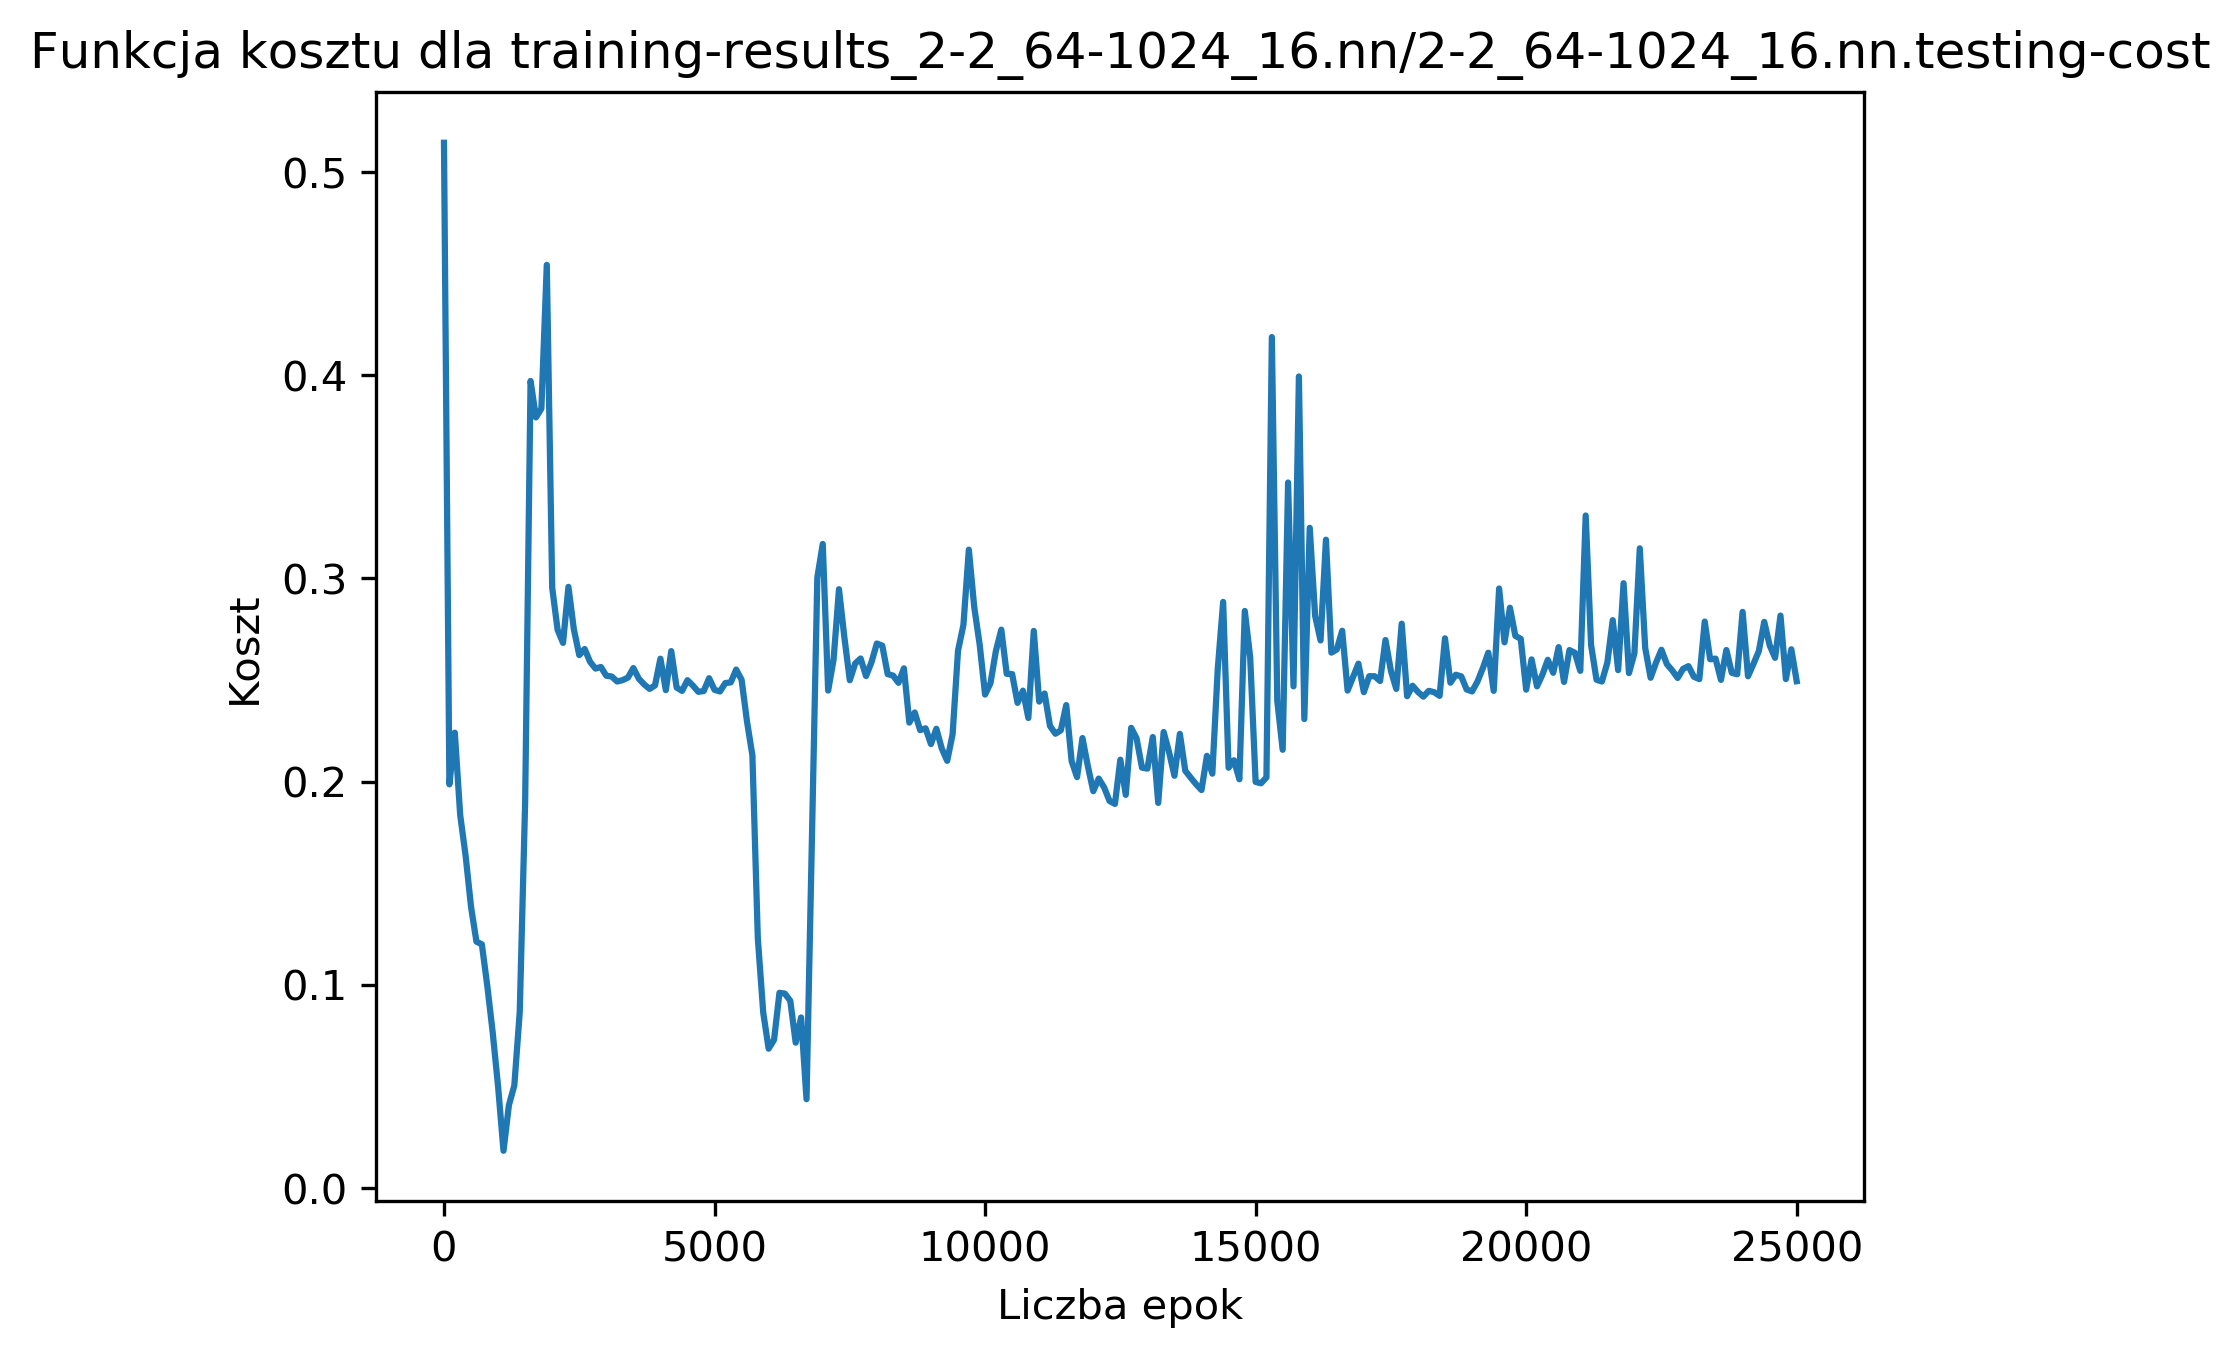 Funkcja kosztu dla training-results_2-2_64-1024_16.nn/2-2_64-1024_16.nn.testing-cost
0.5
0.4
0.3
0.2
0.1
0.0
Koszt
0 5000 10000 15000 20000 25000
Liczba epok